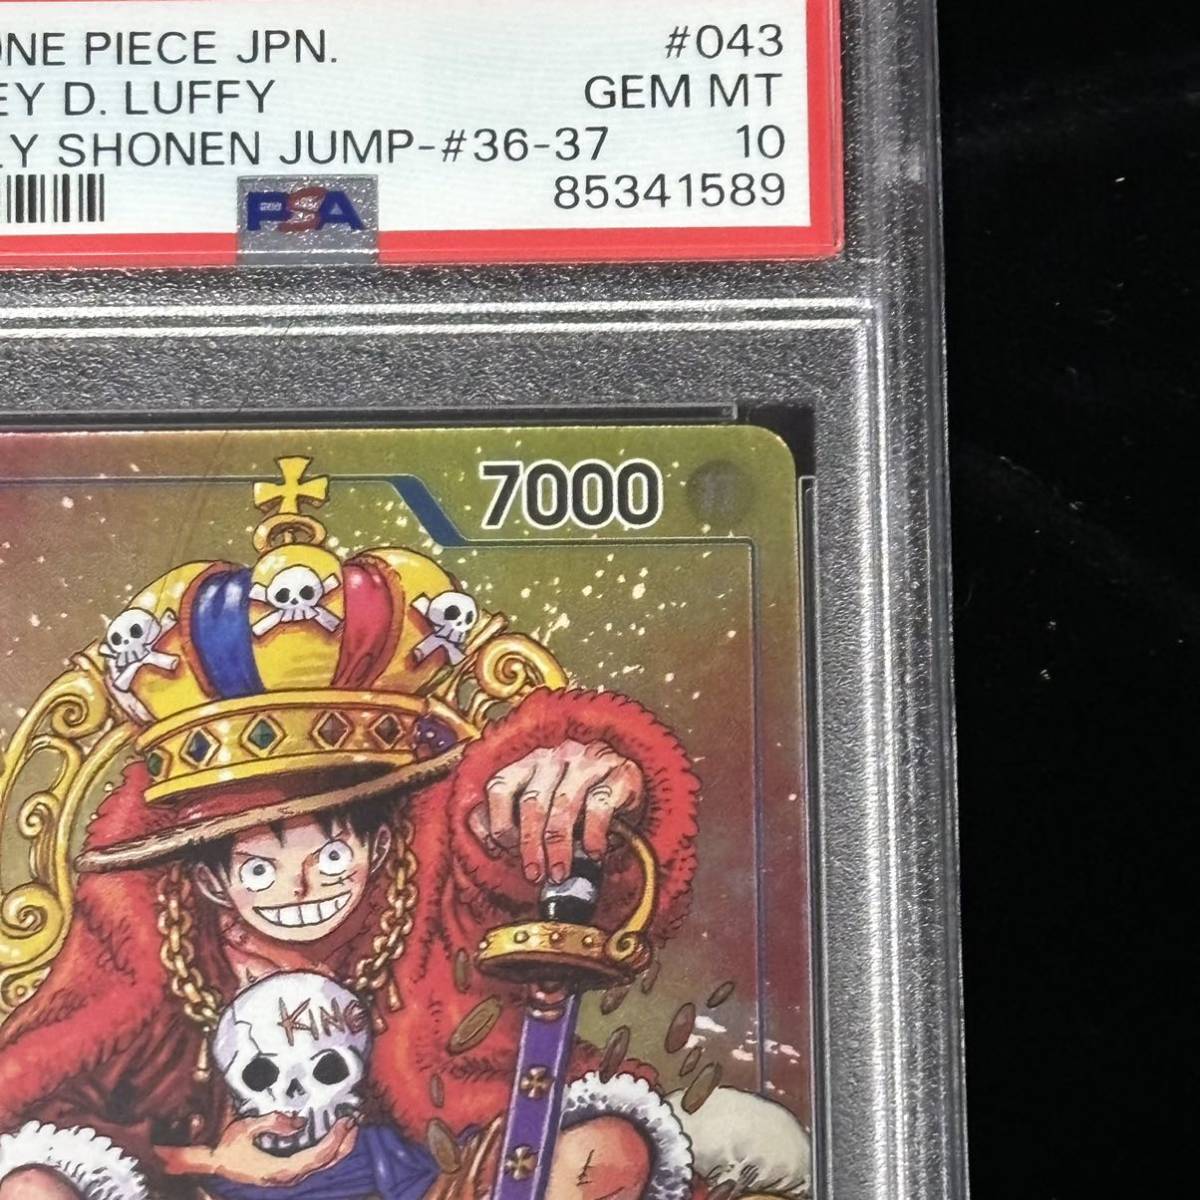 ONE PIECE JPN. #043
EY D. LUFFY GEM MT
LY SHONEN JUMP-#36-37 10
85341589
PSA
7000
KING